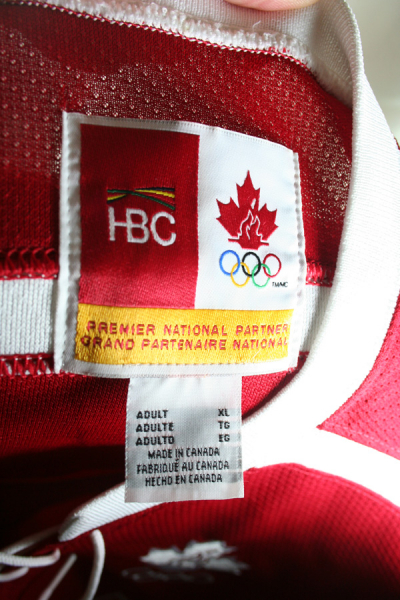 HBC
TM/MC
PREMIER NATIONAL PARTNER
GRAND PARTENAIRE NATIONAL
ADULT XL
ADULTE TG
ADULTO EG
MADE IN CANADA
FABRIQUÉ AU CANADA
HECHO EN CANADA